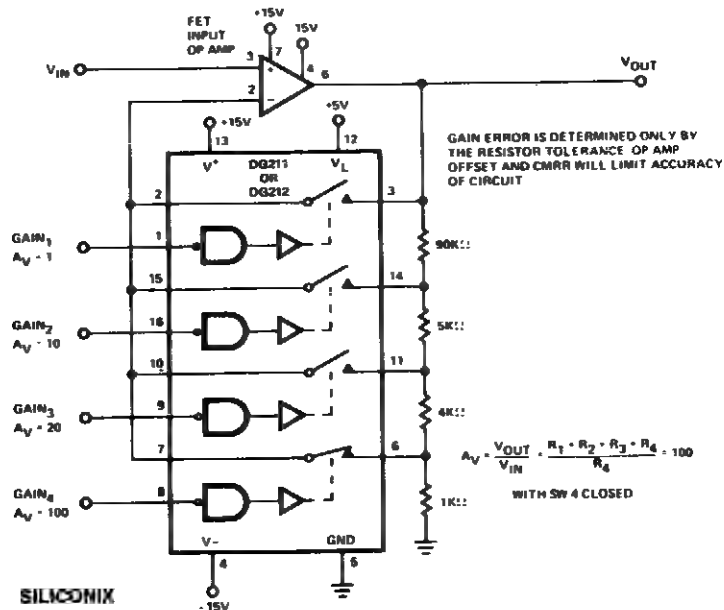 FET
INPUT
OP AMP
+15V
15V
7
4
3
+
2
-
6
VIN
VOUT
+15V
13
+5V
12
V+
DG211
OR
DG212
VL
GAIN ERROR IS DETERMINED ONLY BY
THE RESISTOR TOLERANCE OP AMP
OFFSET AND CMRR WILL LIMIT ACCURACY
OF CIRCUIT
2
3
GAIN1
AV - 1
1
90KΩ
15
14
GAIN2
AV - 10
16
5KΩ
10
11
GAIN3
AV = 20
9
4KΩ
7
6
AV = VOUT/VIN = R1 + R2 + R3 + R4/R4 = 100
WITH SW 4 CLOSED
GAIN4
AV = 100
8
1KΩ
V-
GND
4
5
- 15V
SILICONIX